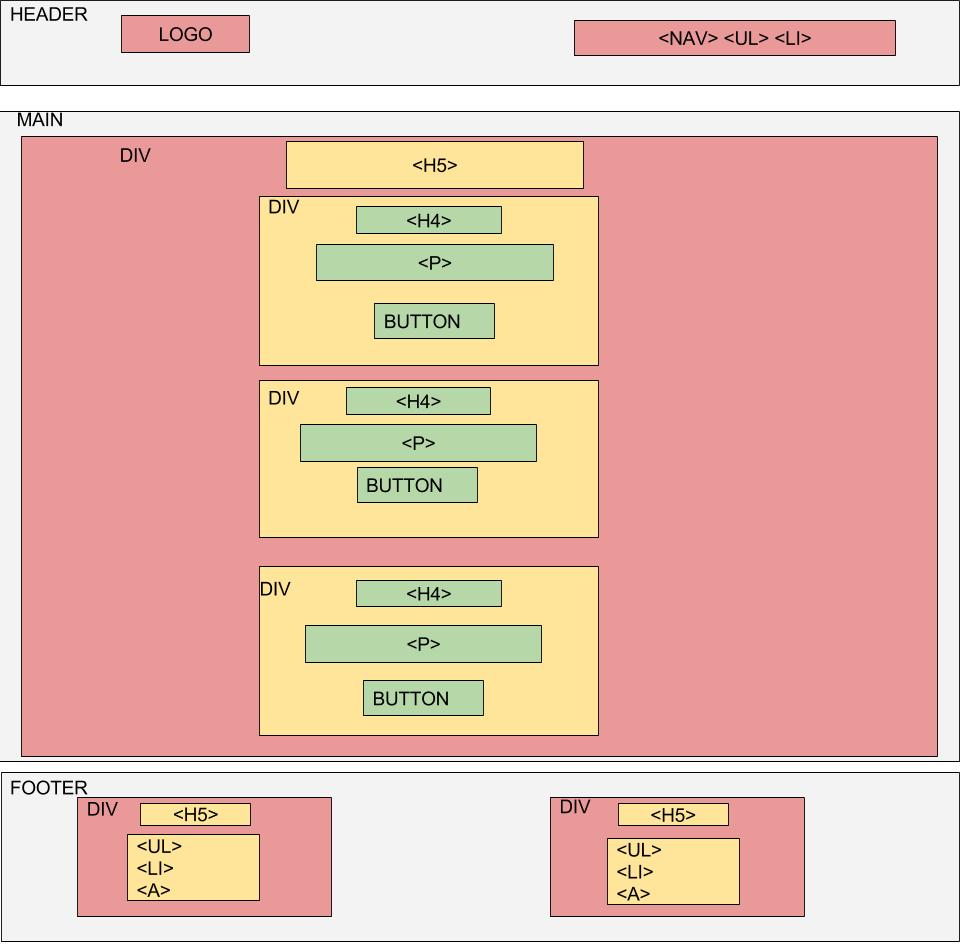 HEADER
LOGO
<NAV> <UL> <LI>
MAIN
DIV
<H5>
DIV
<H4>
<P>
BUTTON
DIV
<H4>
<P>
BUTTON
DIV
<H4>
<P>
BUTTON
FOOTER
DIV
<H5>
<UL>
<LI>
<A>
DIV
<H5>
<UL>
<LI>
<A>